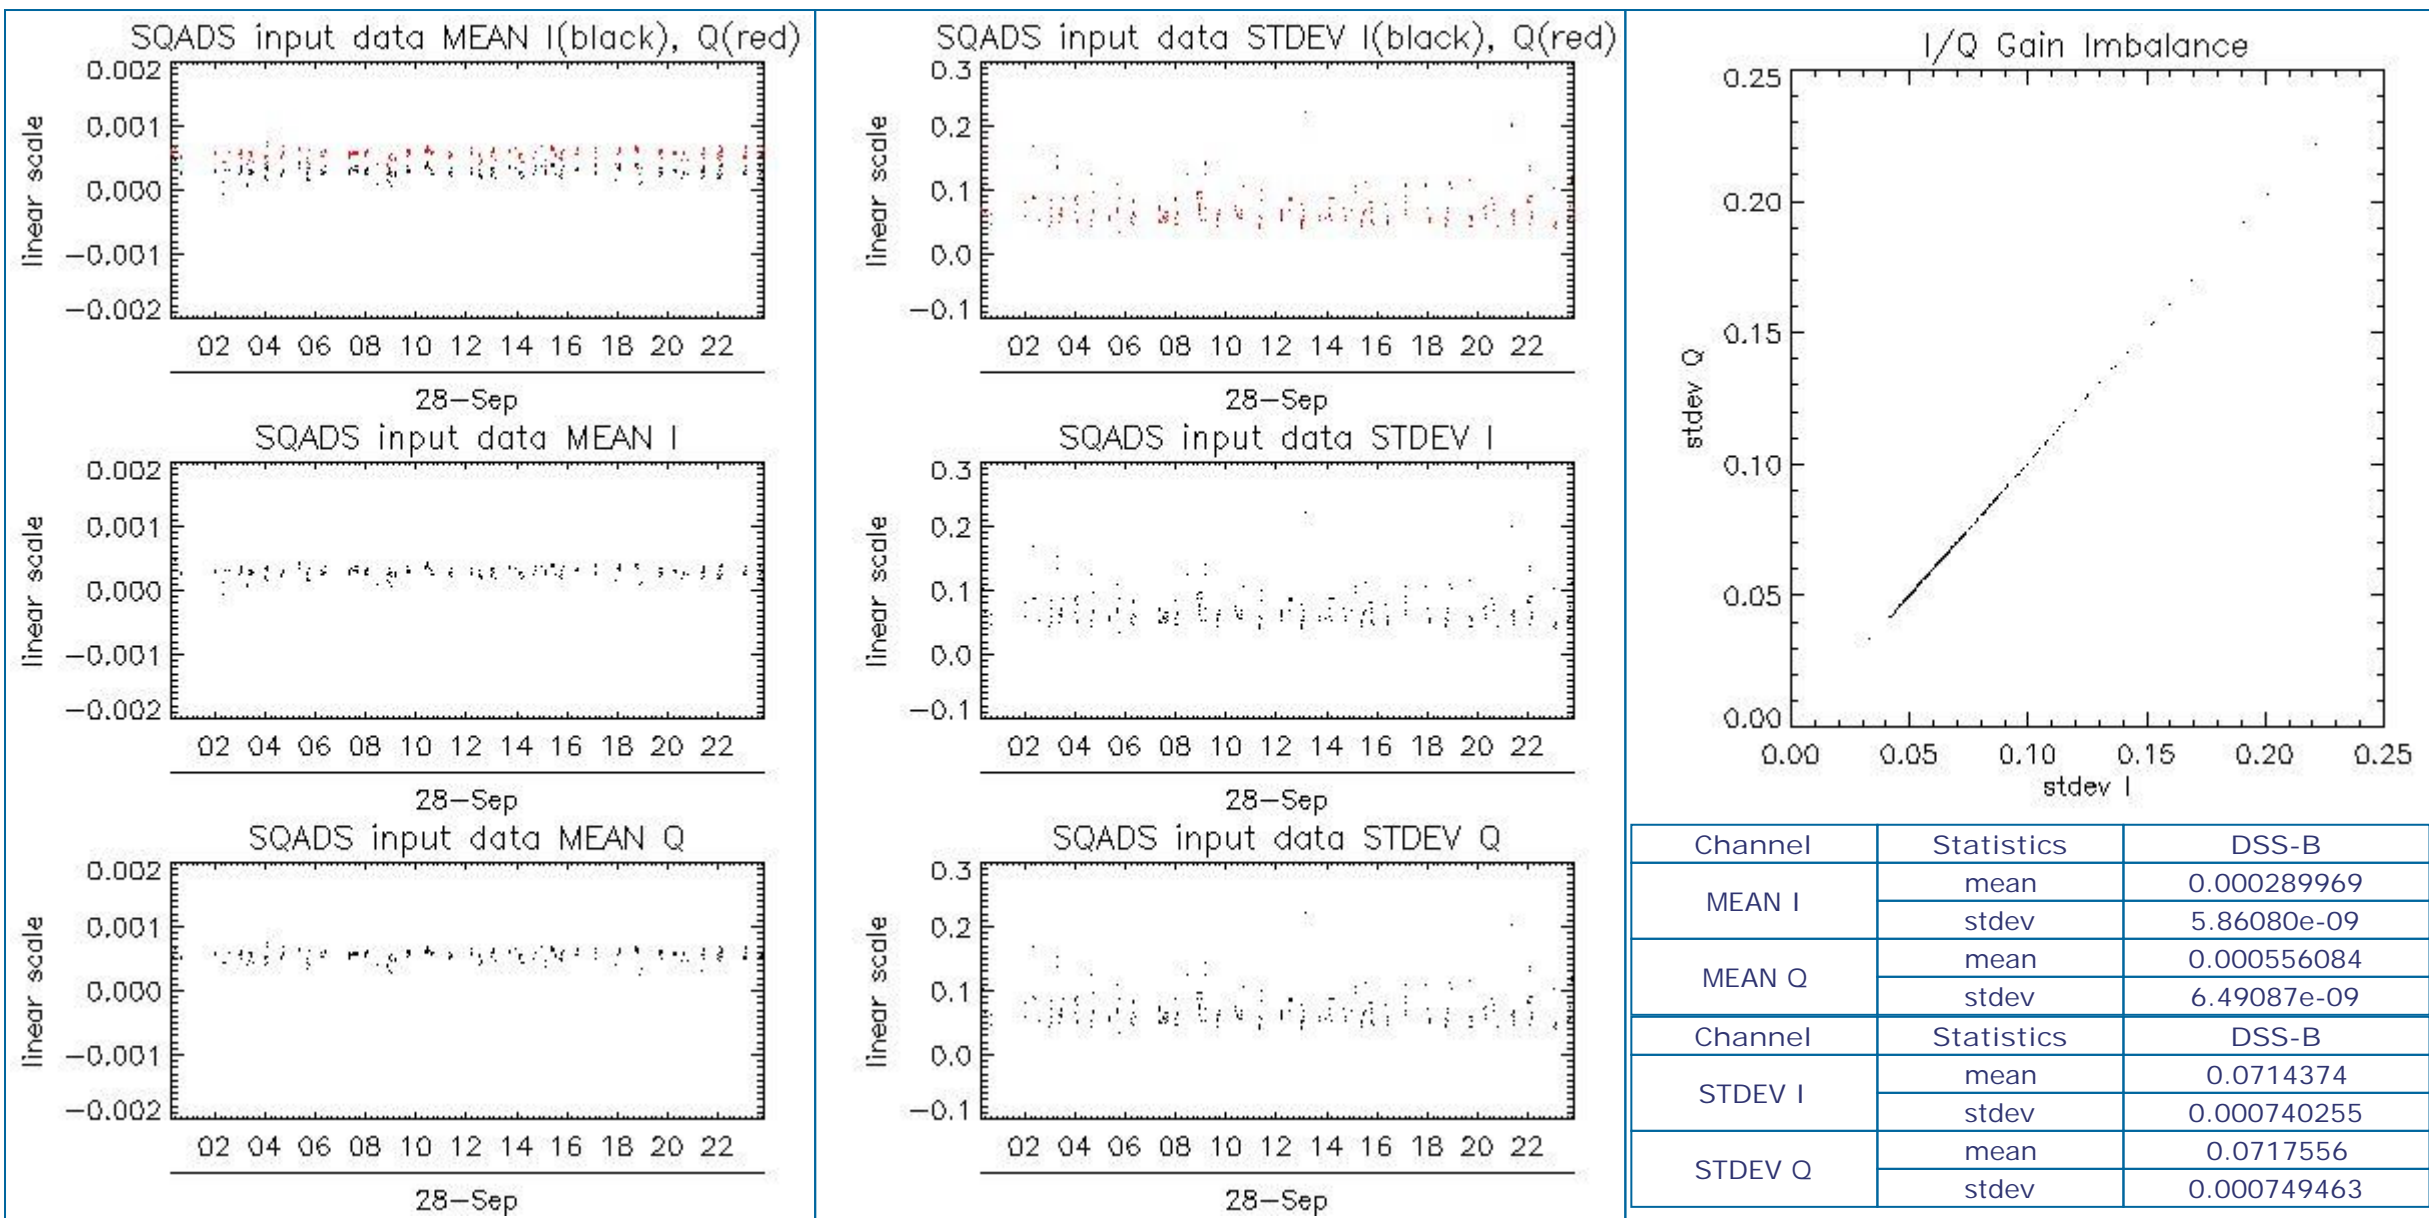 SQADS input data MEAN I(black), Q(red)
0.002
0.001
0.000
−0.001
−0.002
linear scale
02 04 06 08 10 12 14 16 18 20 22
28−Sep
SQADS input data MEAN I
0.002
0.001
0.000
−0.001
−0.002
linear scale
02 04 06 08 10 12 14 16 18 20 22
28−Sep
SQADS input data MEAN Q
0.002
0.001
0.000
−0.001
−0.002
linear scale
02 04 06 08 10 12 14 16 18 20 22
28−Sep
SQADS input data STDEV I(black), Q(red)
0.3
0.2
0.1
0.0
−0.1
linear scale
02 04 06 08 10 12 14 16 18 20 22
28−Sep
SQADS input data STDEV I
0.3
0.2
0.1
0.0
−0.1
linear scale
02 04 06 08 10 12 14 16 18 20 22
28−Sep
SQADS input data STDEV Q
0.3
0.2
0.1
0.0
−0.1
linear scale
02 04 06 08 10 12 14 16 18 20 22
28−Sep
I/Q Gain Imbalance
0.25
0.20
0.15
0.10
0.05
0.00
stdev Q
0.00 0.05 0.10 0.15 0.20 0.25
stdev I
Channel Statistics DSS-B
MEAN I mean 0.000289969
stdev 5.86080e-09
MEAN Q mean 0.000556084
stdev 6.49087e-09
Channel Statistics DSS-B
STDEV I mean 0.0714374
stdev 0.000740255
STDEV Q mean 0.0717556
stdev 0.000749463